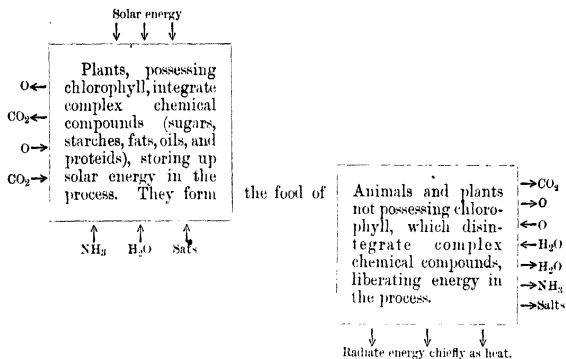 Solar energy
Plants, possessing
chlorophyll, integrate
complex chemical
compounds (sugars,
starches, fats, oils, and
proteids), storing up
solar energy in the
process. They form
O
CO2
O
CO2
NH3 H2O Salts
the food of
Animals and plants
not possessing chloro-
phyll, which disin-
tegrate complex
chemical compounds,
liberating energy in
the process.
CO2
O
O
H2O
H2O
NH3
Salts
Radiate energy chiefly as heat.